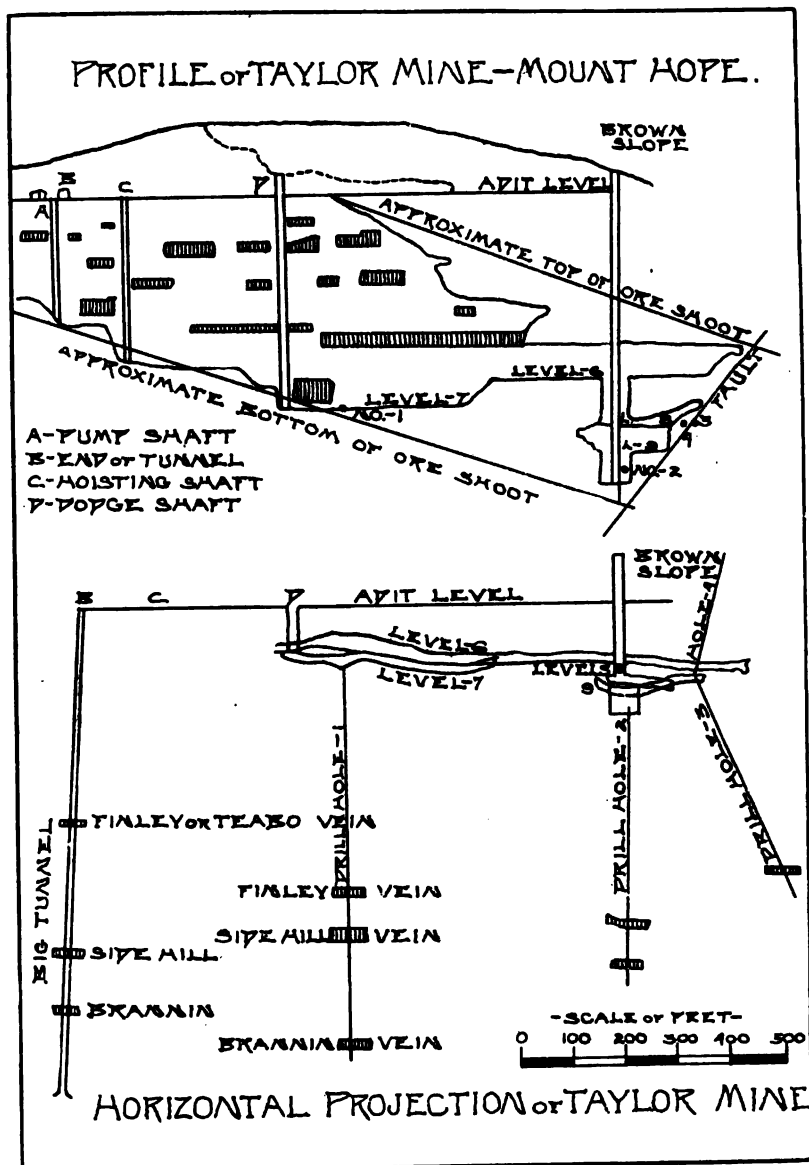 PROFILE OF TAYLOR MINE-MOUNT HOPE.
BROWN
SLOPE
A
B
C
D
ADIT LEVEL
APPROXIMATE TOP OF ORE SHOOT
FAULT
LEVEL-6
LEVEL-7
NO.-1
NO.-2
APPROXIMATE BOTTOM OF ORE SHOOT
A-PUMP SHAFT
B-END OF TUNNEL
C-HOISTING SHAFT
D-DODGE SHAFT
BROWN
SLOPE
B
C
D
ADIT LEVEL
HOLE-4
LEVEL-6
LEVEL-7
DRILL HOLE-1
DRILL HOLE-2
DRILL HOLE-3
BIG TUNNEL
FINLEY OR TEABO VEIN
FINLEY VEIN
SIDE HILL VEIN
SIDE HILL
BRANNIN
BRANNIN VEIN
-SCALE OF FEET-
0 100 200 300 400 500
HORIZONTAL PROJECTION OF TAYLOR MINE